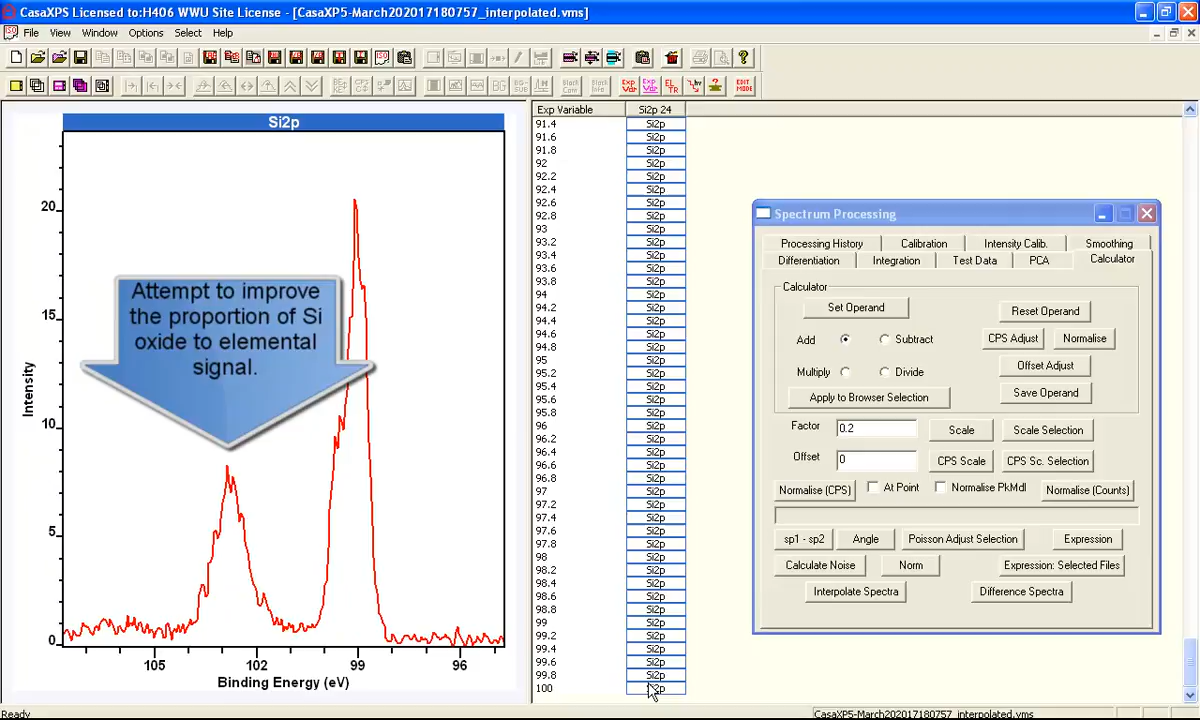 CasaXPS Licensed to:H406 WWU Site License - [CasaXP5-March202017180757_interpolated.vms]
File View Window Options Select Help
Si2p
20
15
10
5
0
Intensity
105 102 99 96
Binding Energy (eV)
Attempt to improve
the proportion of Si
oxide to elemental
signal.
Exp Variable Si2p 24
91.4 Si2p
91.6 Si2p
91.8 Si2p
92 Si2p
92.2 Si2p
92.4 Si2p
92.6 Si2p
92.8 Si2p
93 Si2p
93.2 Si2p
93.4 Si2p
93.6 Si2p
93.8 Si2p
94 Si2p
94.2 Si2p
94.4 Si2p
94.6 Si2p
94.8 Si2p
95 Si2p
95.2 Si2p
95.4 Si2p
95.6 Si2p
95.8 Si2p
96 Si2p
96.2 Si2p
96.4 Si2p
96.6 Si2p
96.8 Si2p
97 Si2p
97.2 Si2p
97.4 Si2p
97.6 Si2p
97.8 Si2p
98 Si2p
98.2 Si2p
98.4 Si2p
98.6 Si2p
98.8 Si2p
99 Si2p
99.2 Si2p
99.4 Si2p
99.6 Si2p
99.8 Si2p
100 Si2p
Spectrum Processing
Processing History Calibration Intensity Calib. Smoothing
Differentiation Integration Test Data PCA Calculator
Calculator
Set Operand Reset Operand
Add Subtract CPS Adjust Normalise
Multiply Divide Offset Adjust
Apply to Browser Selection Save Operand
Factor 0.2 Scale Scale Selection
Offset 0 CPS Scale CPS Sc. Selection
Normalise (CPS) At Point Normalise PkMdl Normalise (Counts)
sp1 - sp2 Angle Poisson Adjust Selection Expression
Calculate Noise Norm Expression: Selected Files
Interpolate Spectra Difference Spectra
Ready CasaXP5-March202017180757_interpolated.vms